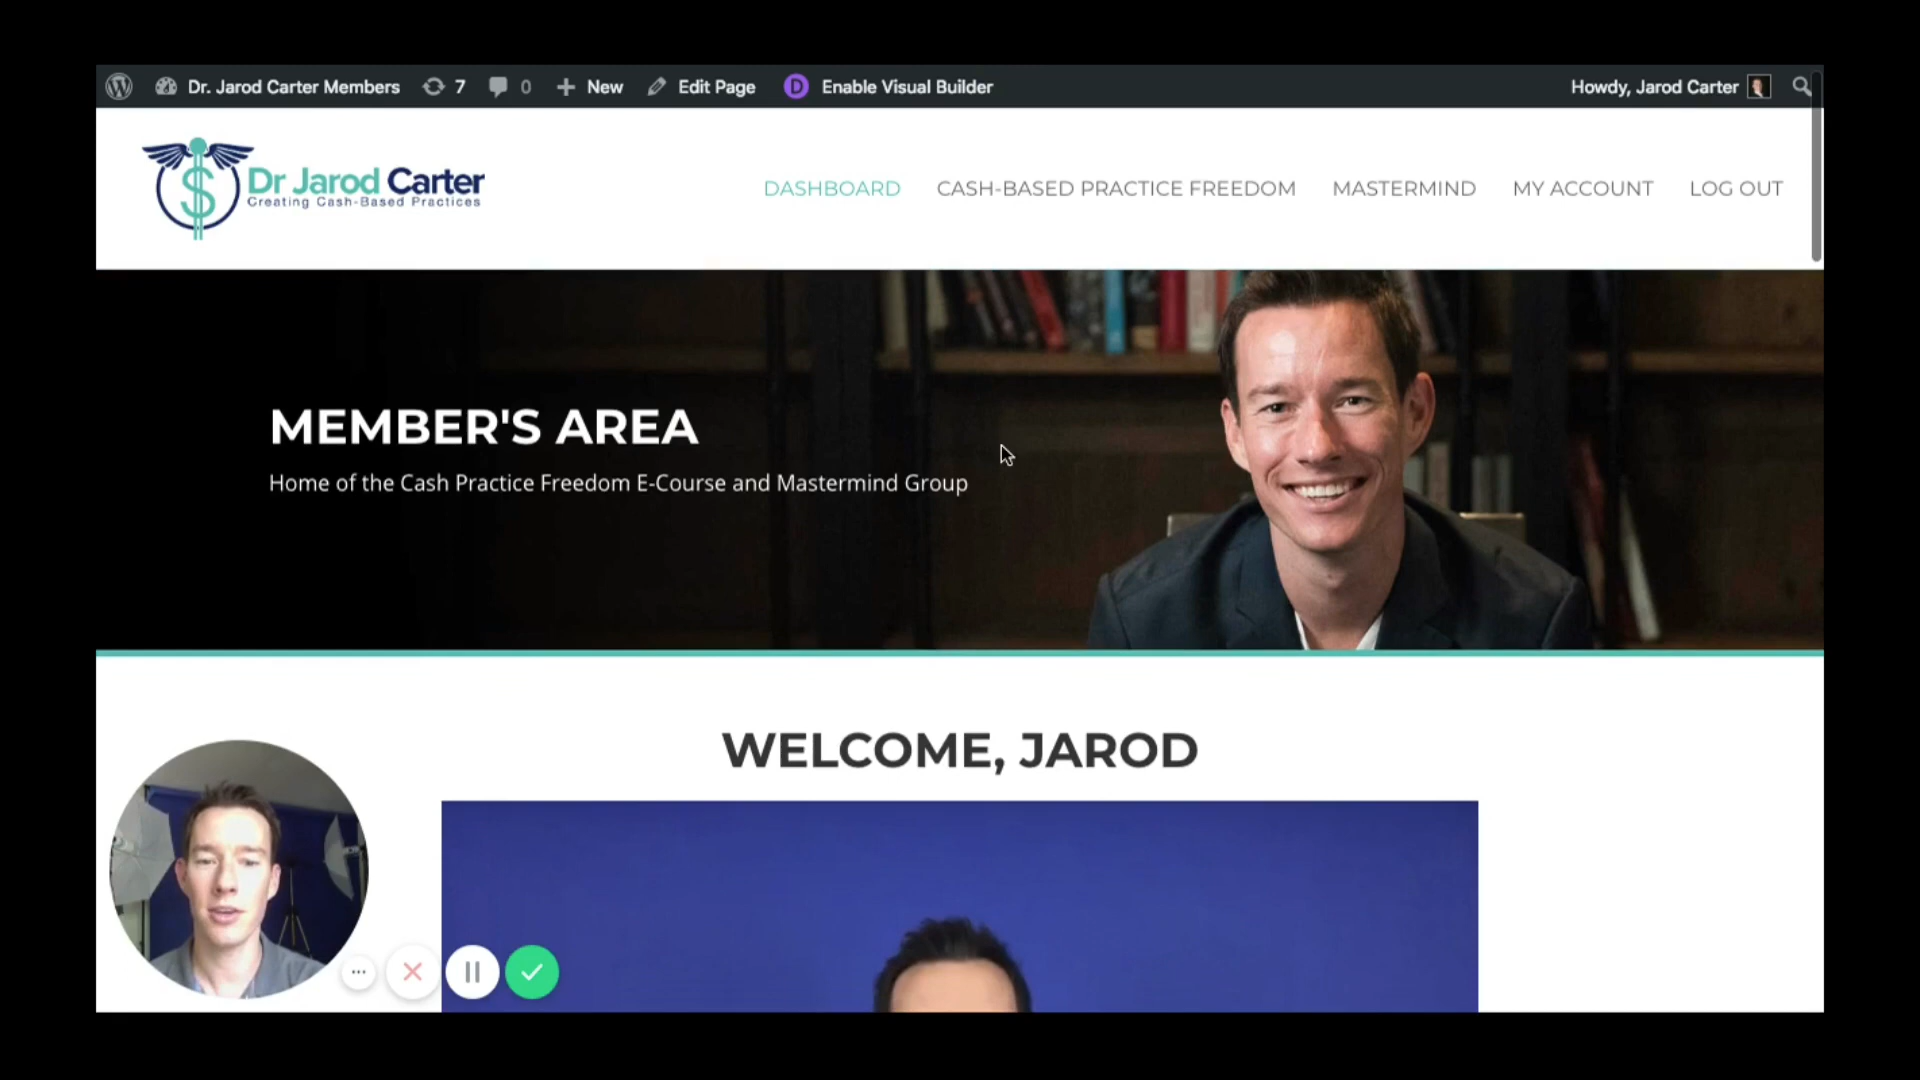 Dr. Jarod Carter Members 7 0 New Edit Page D Enable Visual Builder Howdy, Jarod Carter
Dr Jarod Carter
Creating Cash-Based Practices
DASHBOARD CASH-BASED PRACTICE FREEDOM MASTERMIND MY ACCOUNT LOG OUT
MEMBER'S AREA
Home of the Cash Practice Freedom E-Course and Mastermind Group
WELCOME, JAROD